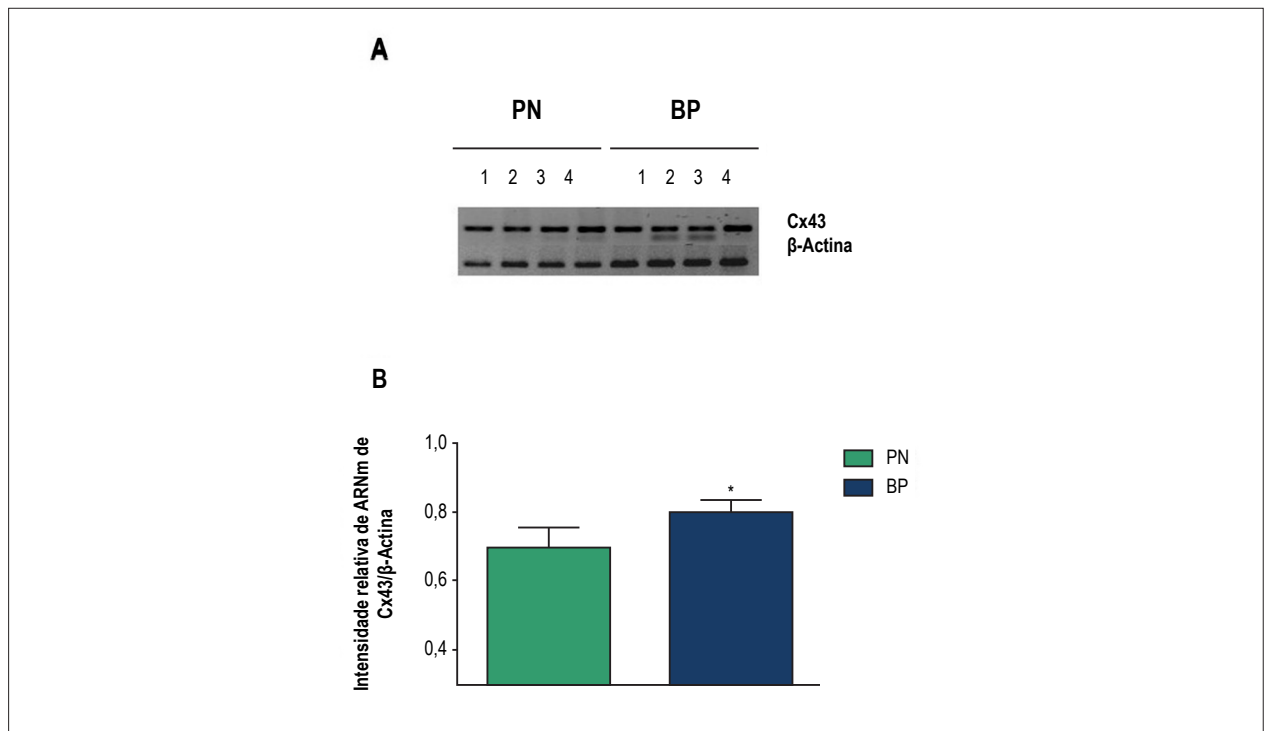 A
PN BP
1 2 3 4 1 2 3 4
Cx43
β-Actina
B
Intensidade relativa de ARNm de
Cx43/β-Actina
1,0
0,8
0,6
0,4
*
PN
BP